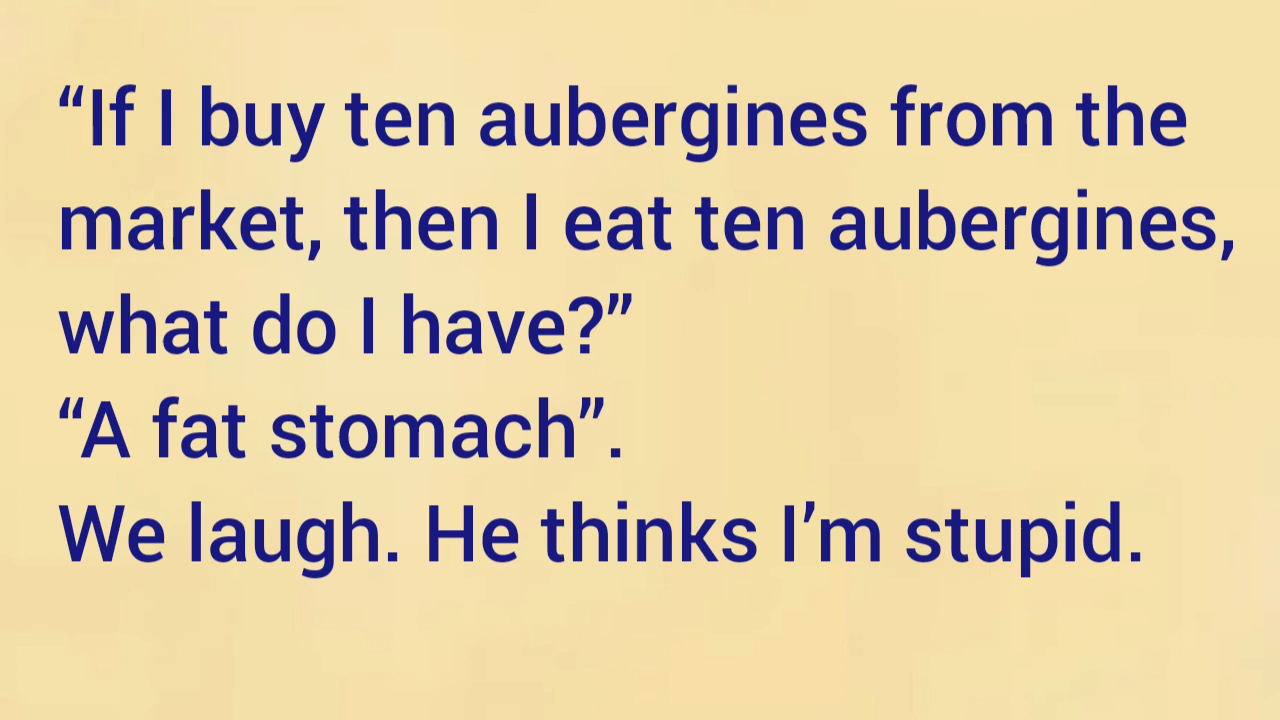 “If I buy ten aubergines from the
market, then I eat ten aubergines,
what do I have?”
“A fat stomach”.
We laugh. He thinks I’m stupid.